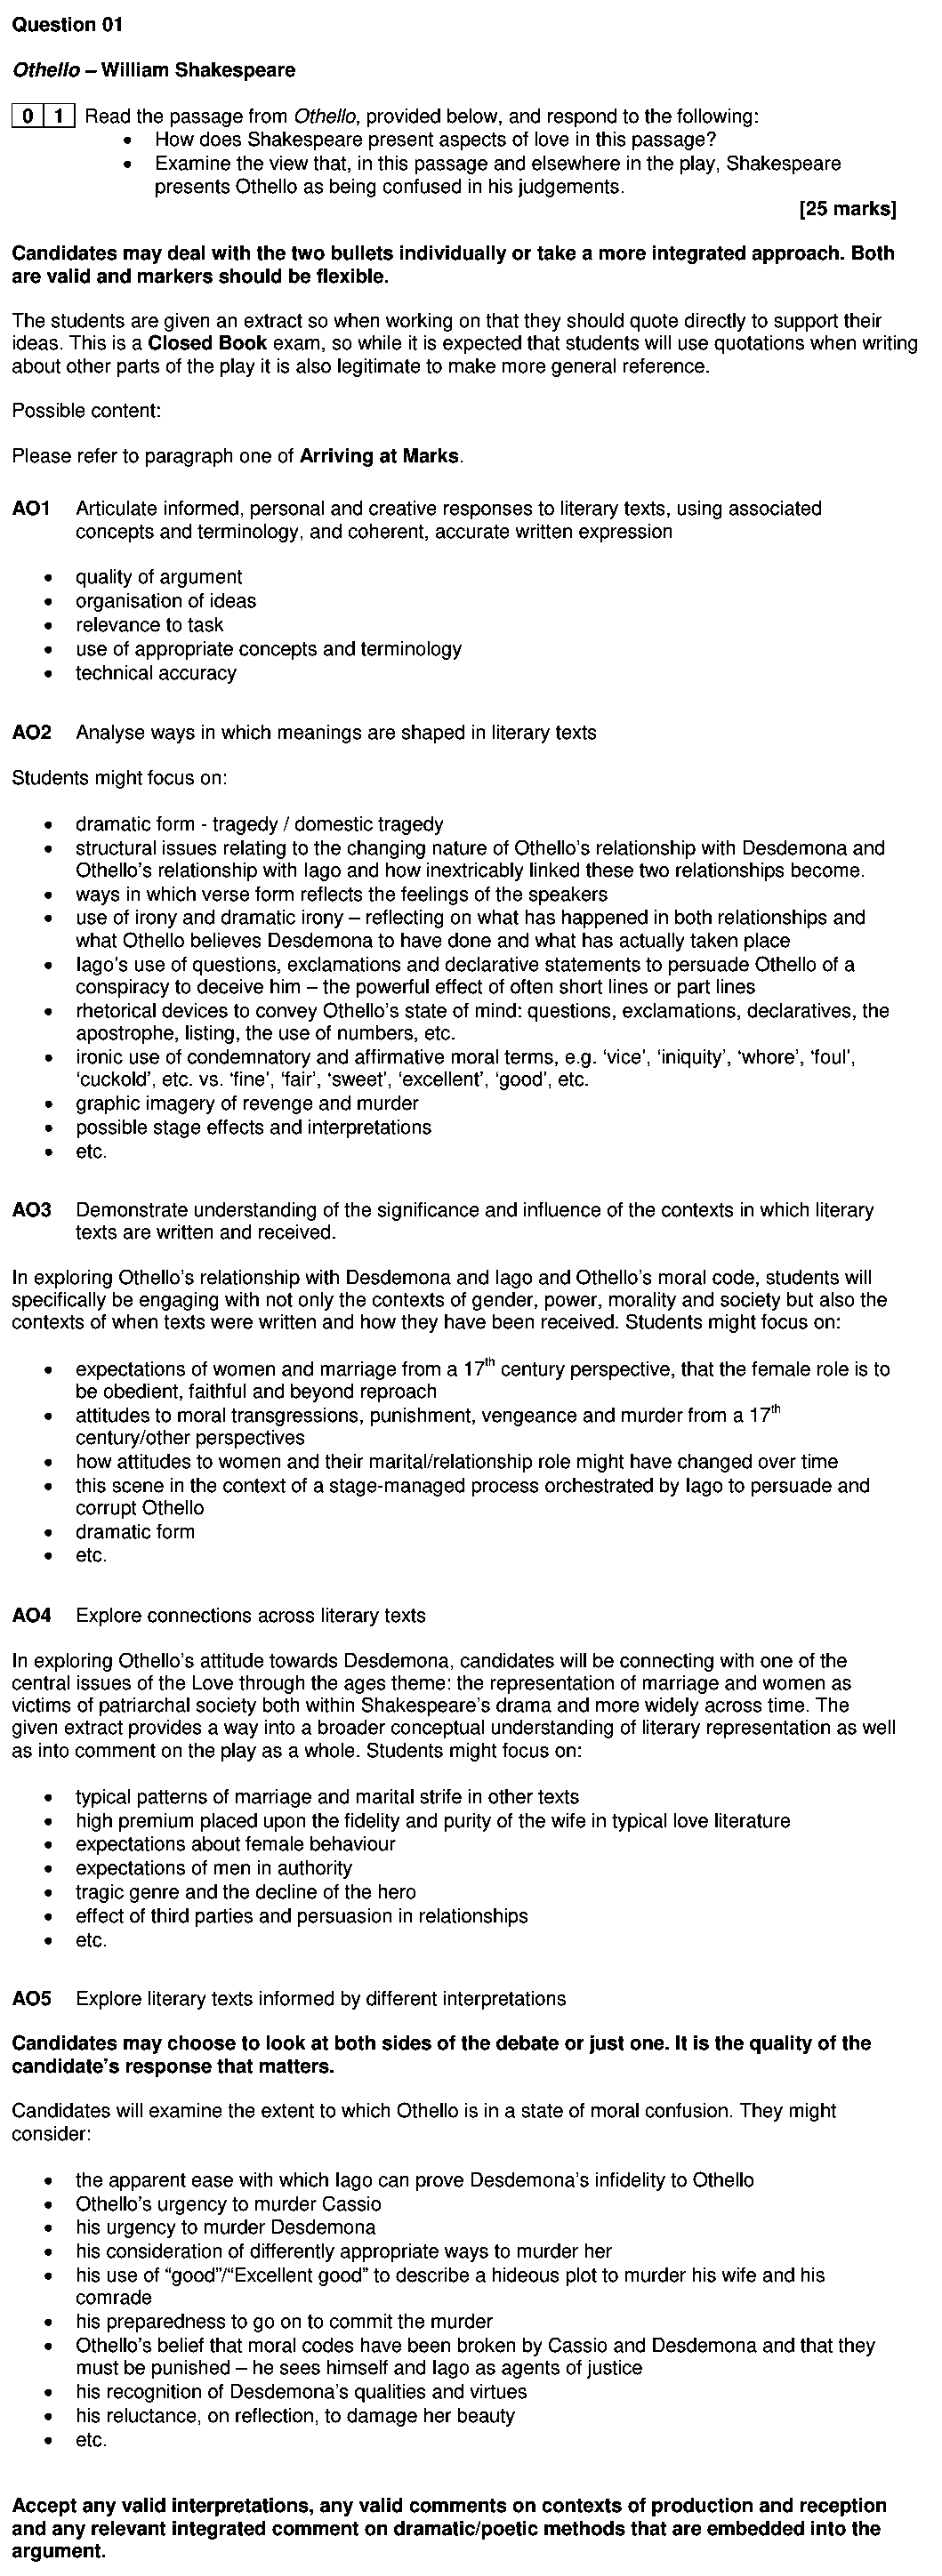 Question 01
Othello – William Shakespeare
0 1 Read the passage from Othello, provided below, and respond to the following:
• How does Shakespeare present aspects of love in this passage?
• Examine the view that, in this passage and elsewhere in the play, Shakespeare
presents Othello as being confused in his judgements.
[25 marks]
Candidates may deal with the two bullets individually or take a more integrated approach. Both
are valid and markers should be flexible.
The students are given an extract so when working on that they should quote directly to support their
ideas. This is a Closed Book exam, so while it is expected that students will use quotations when writing
about other parts of the play it is also legitimate to make more general reference.
Possible content:
Please refer to paragraph one of Arriving at Marks.
AO1 Articulate informed, personal and creative responses to literary texts, using associated
concepts and terminology, and coherent, accurate written expression
• quality of argument
• organisation of ideas
• relevance to task
• use of appropriate concepts and terminology
• technical accuracy
AO2 Analyse ways in which meanings are shaped in literary texts
Students might focus on:
• dramatic form - tragedy / domestic tragedy
• structural issues relating to the changing nature of Othello's relationship with Desdemona and
Othello's relationship with Iago and how inextricably linked these two relationships become.
• ways in which verse form reflects the feelings of the speakers
• use of irony and dramatic irony – reflecting on what has happened in both relationships and
what Othello believes Desdemona to have done and what has actually taken place
• Iago's use of questions, exclamations and declarative statements to persuade Othello of a
conspiracy to deceive him – the powerful effect of often short lines or part lines
• rhetorical devices to convey Othello's state of mind: questions, exclamations, declaratives, the
apostrophe, listing, the use of numbers, etc.
• ironic use of condemnatory and affirmative moral terms, e.g. 'vice', 'iniquity', 'whore', 'foul',
'cuckold', etc. vs. 'fine', 'fair', 'sweet', 'excellent', 'good', etc.
• graphic imagery of revenge and murder
• possible stage effects and interpretations
• etc.
AO3 Demonstrate understanding of the significance and influence of the contexts in which literary
texts are written and received.
In exploring Othello's relationship with Desdemona and Iago and Othello's moral code, students will
specifically be engaging with not only the contexts of gender, power, morality and society but also the
contexts of when texts were written and how they have been received. Students might focus on:
• expectations of women and marriage from a 17th century perspective, that the female role is to
be obedient, faithful and beyond reproach
• attitudes to moral transgressions, punishment, vengeance and murder from a 17th
century/other perspectives
• how attitudes to women and their marital/relationship role might have changed over time
• this scene in the context of a stage-managed process orchestrated by Iago to persuade and
corrupt Othello
• dramatic form
• etc.
AO4 Explore connections across literary texts
In exploring Othello's attitude towards Desdemona, candidates will be connecting with one of the
central issues of the Love through the ages theme: the representation of marriage and women as
victims of patriarchal society both within Shakespeare's drama and more widely across time. The
given extract provides a way into a broader conceptual understanding of literary representation as well
as into comment on the play as a whole. Students might focus on:
• typical patterns of marriage and marital strife in other texts
• high premium placed upon the fidelity and purity of the wife in typical love literature
• expectations about female behaviour
• expectations of men in authority
• tragic genre and the decline of the hero
• effect of third parties and persuasion in relationships
• etc.
AO5 Explore literary texts informed by different interpretations
Candidates may choose to look at both sides of the debate or just one. It is the quality of the
candidate's response that matters.
Candidates will examine the extent to which Othello is in a state of moral confusion. They might
consider:
• the apparent ease with which Iago can prove Desdemona's infidelity to Othello
• Othello's urgency to murder Cassio
• his urgency to murder Desdemona
• his consideration of differently appropriate ways to murder her
• his use of "good"/"Excellent good" to describe a hideous plot to murder his wife and his
comrade
• his preparedness to go on to commit the murder
• Othello's belief that moral codes have been broken by Cassio and Desdemona and that they
must be punished – he sees himself and Iago as agents of justice
• his recognition of Desdemona's qualities and virtues
• his reluctance, on reflection, to damage her beauty
• etc.
Accept any valid interpretations, any valid comments on contexts of production and reception
and any relevant integrated comment on dramatic/poetic methods that are embedded into the
argument.